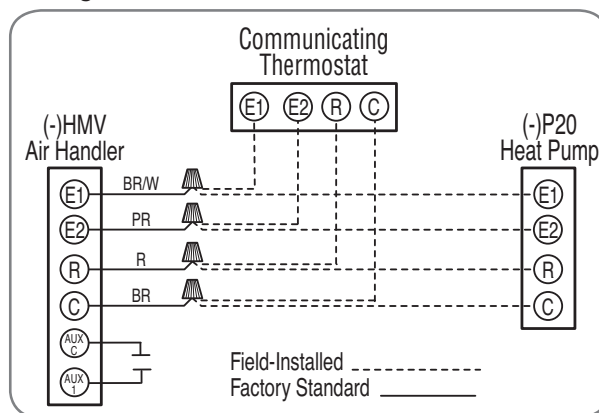 Communicating
Thermostat
E1 E2 R C
(-)HMV
Air Handler
(-)P20
Heat Pump
E1 BR/W E1
E2 PR E2
R R R
C BR C
AUX
C
AUX
1
Field-Installed
Factory Standard